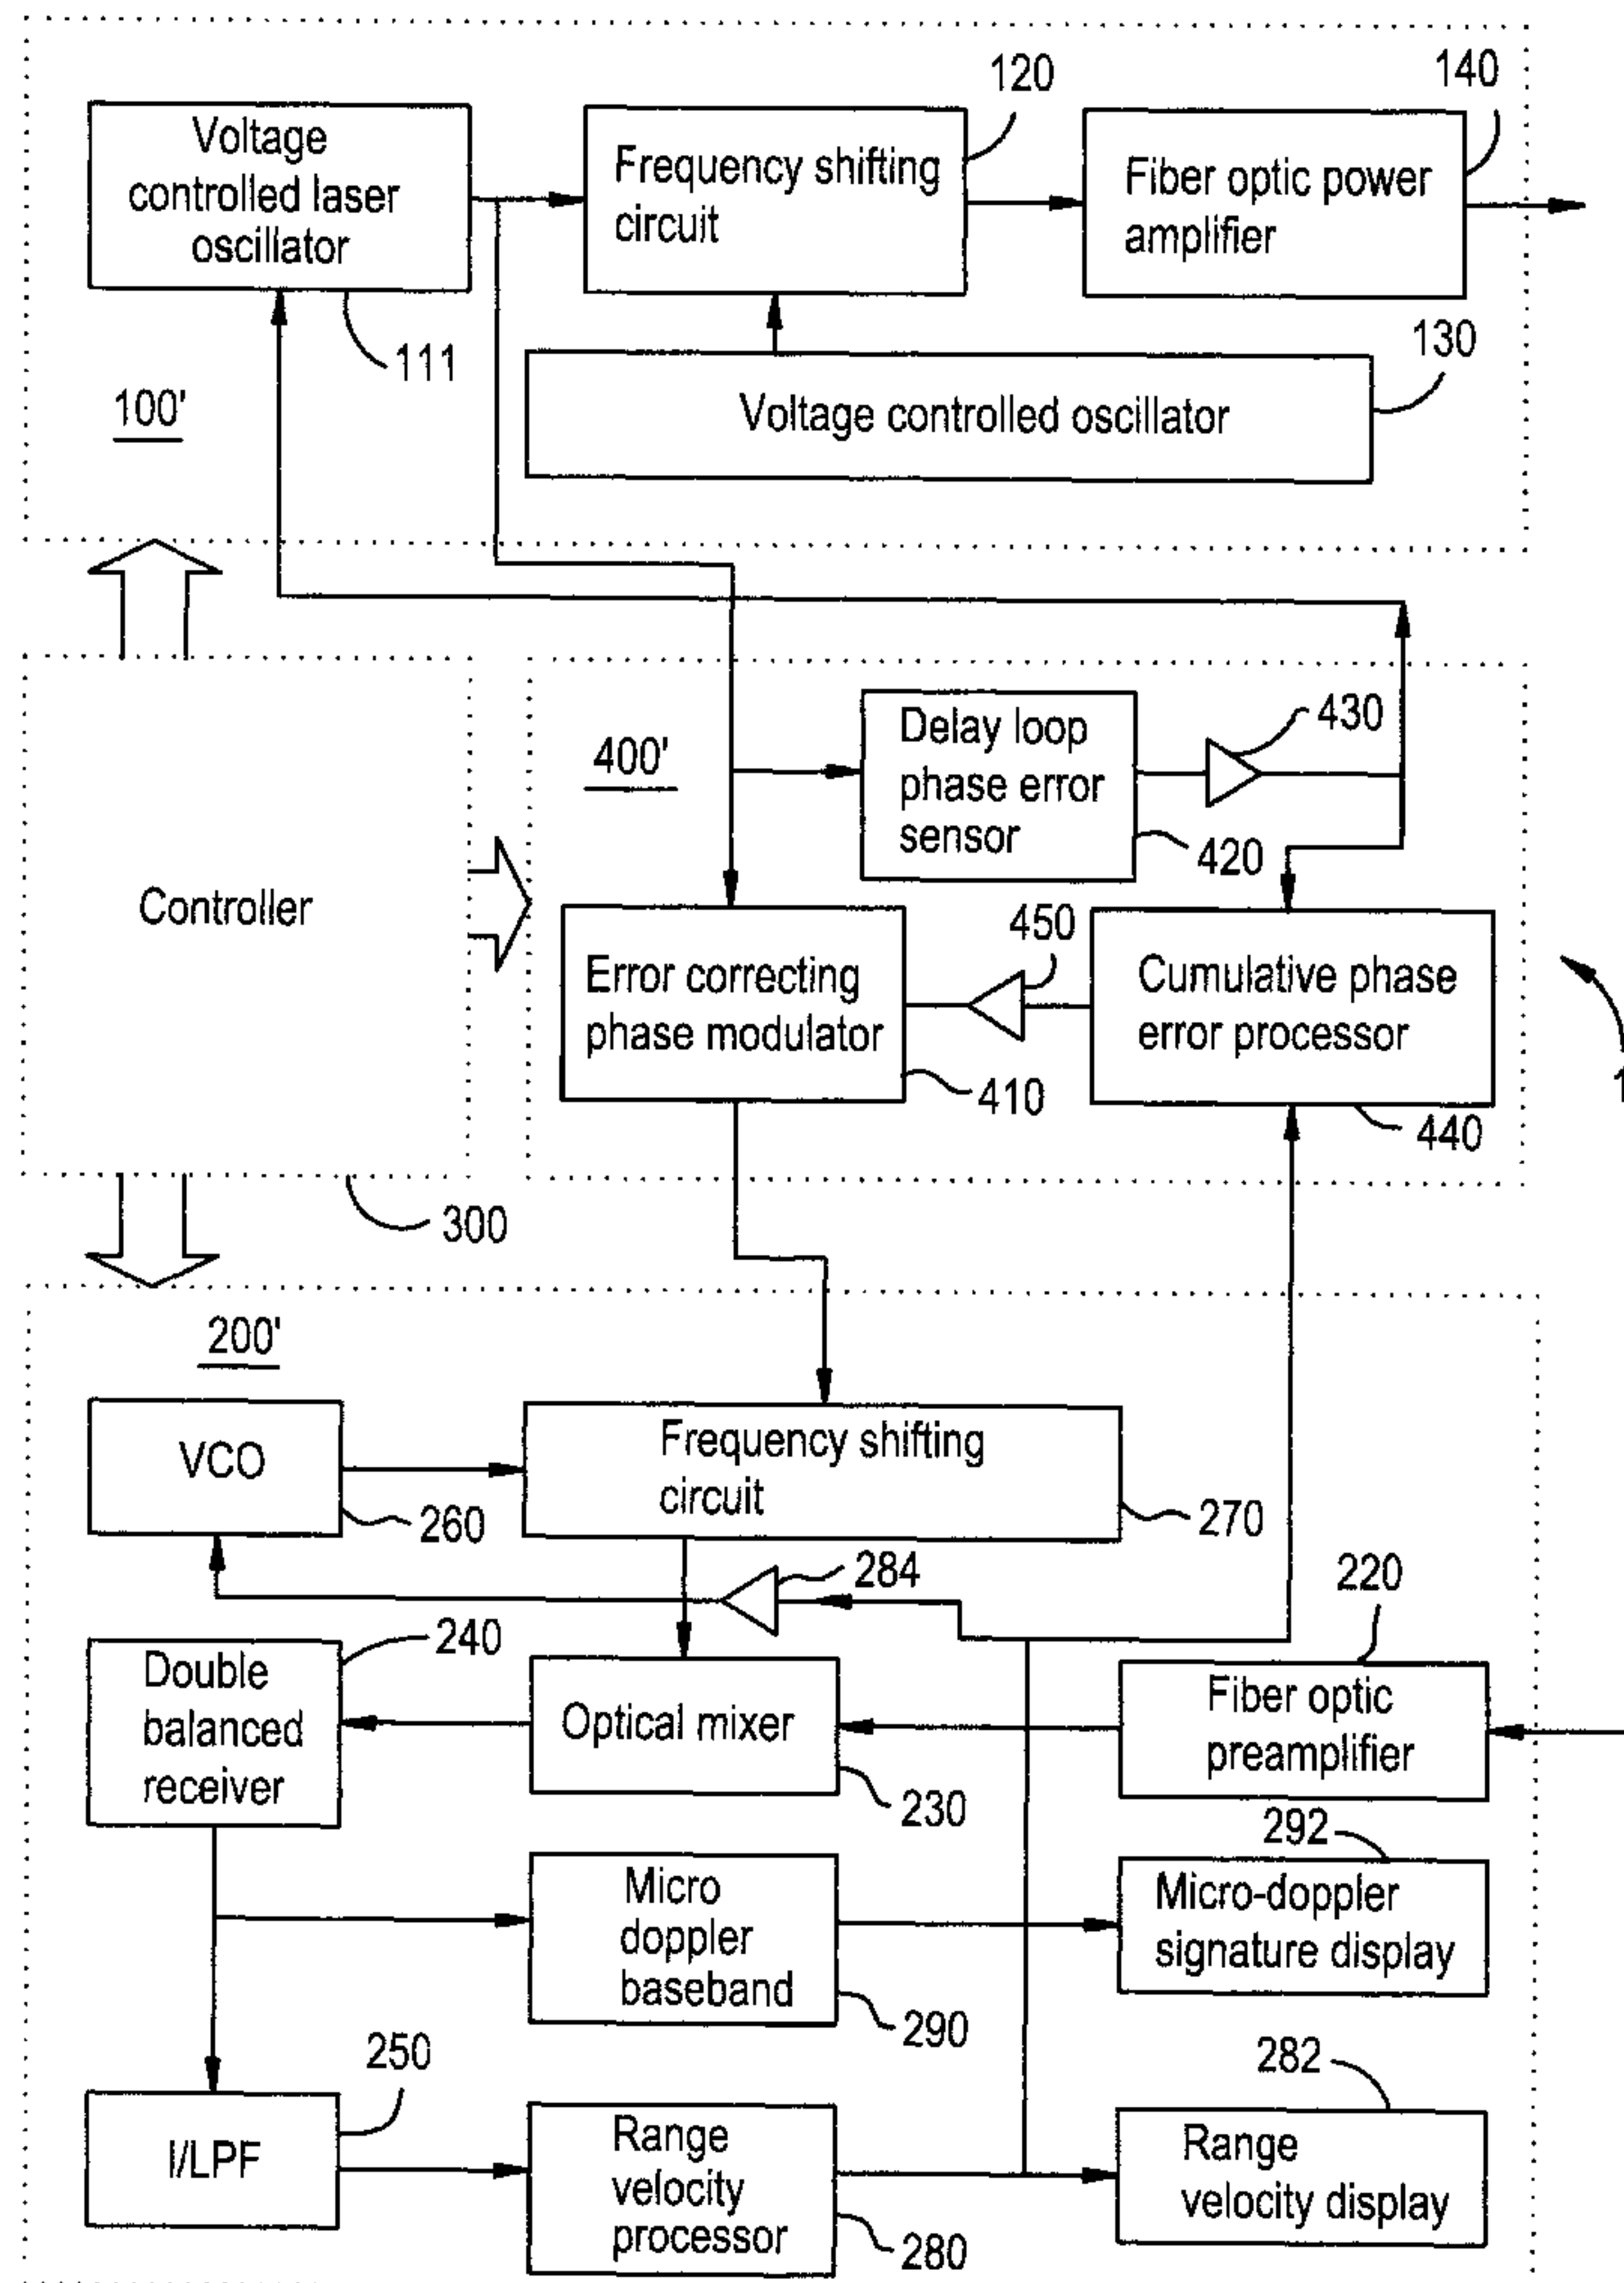 120
140
Voltage
controlled laser
oscillator
Frequency shifting
circuit
Fiber optic power
amplifier
111
130
100'
Voltage controlled oscillator
400'
Delay loop
phase error
sensor
430
420
Controller
450
Error correcting
phase modulator
Cumulative phase
error processor
410
440
300
200'
VCO
Frequency shifting
circuit
260
270
284
220
240
Double
balanced
receiver
Optical mixer
Fiber optic
preamplifier
230
292
Micro
doppler
baseband
Micro-doppler
signature display
290
250
282
I/LPF
Range
velocity
processor
Range
velocity display
280